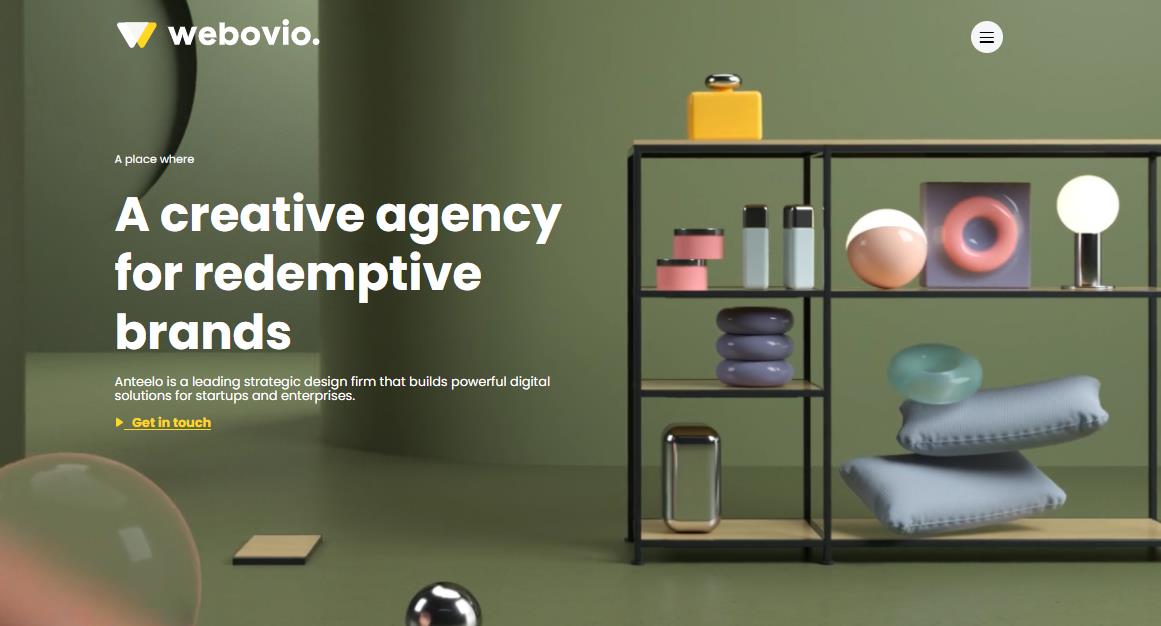 webovio.
A place where
A creative agency
for redemptive
brands
Anteelo is a leading strategic design firm that builds powerful digital
solutions for startups and enterprises.
Get in touch